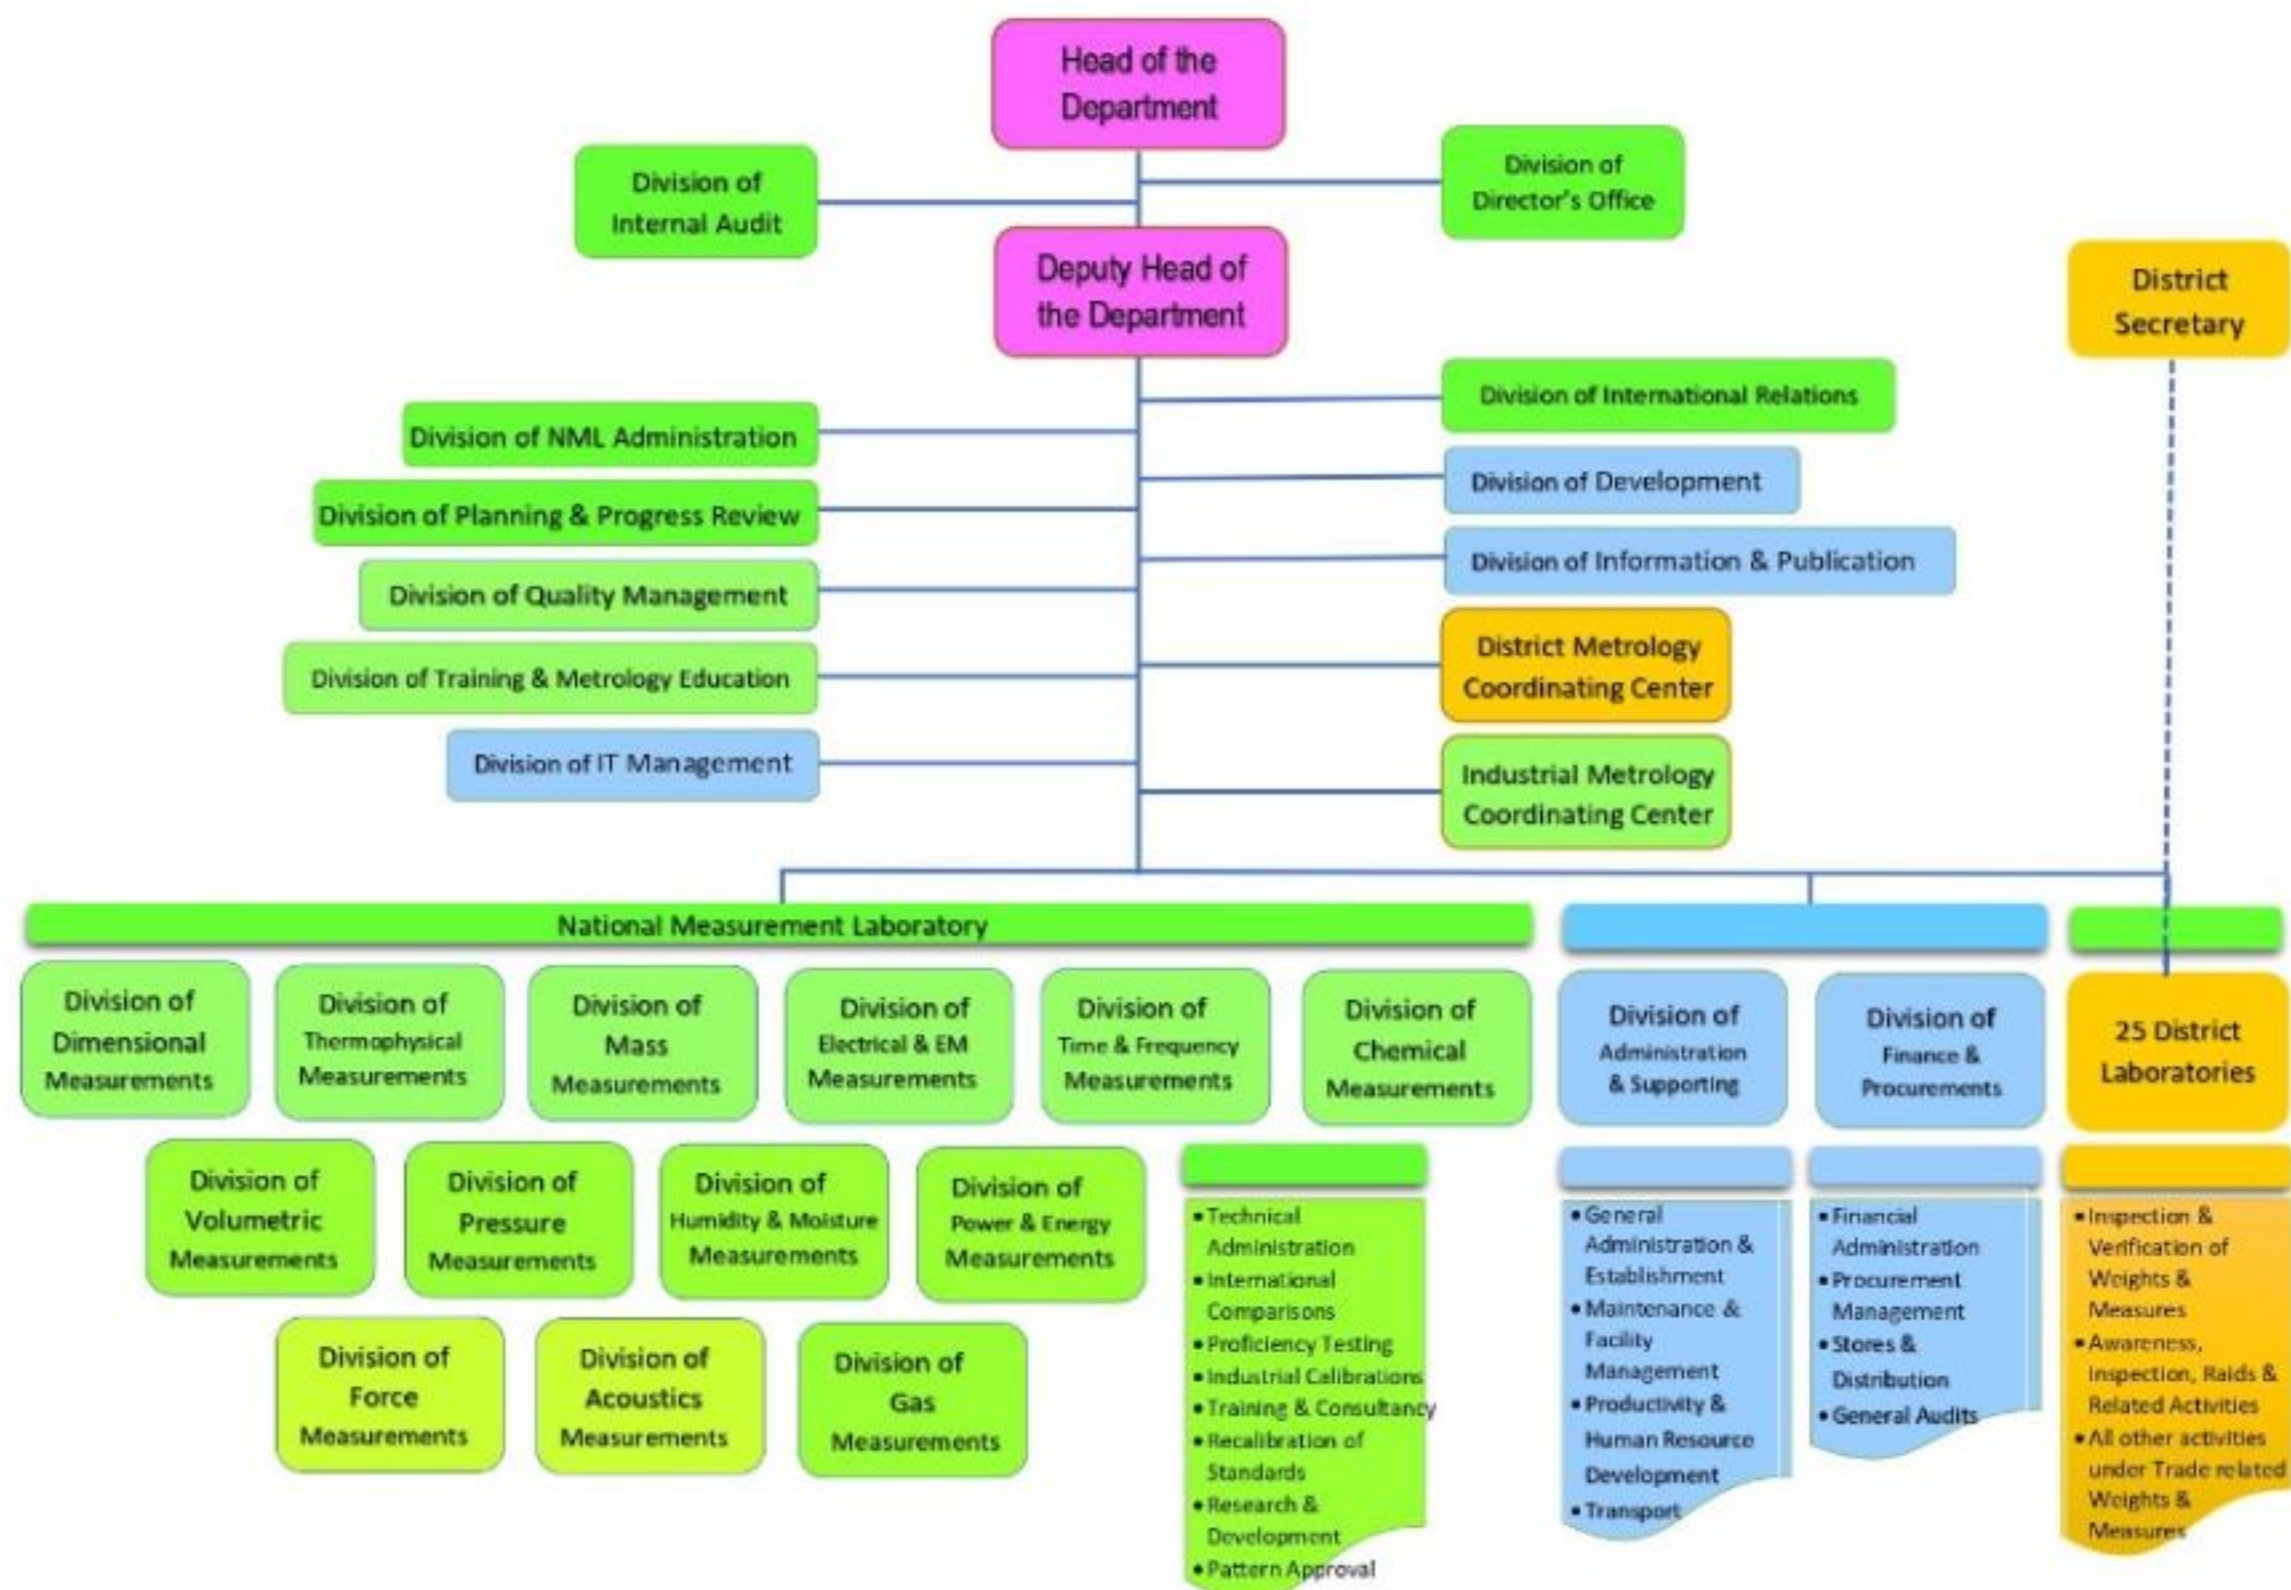 Head of the
Department
Division of
Internal Audit
Division of
Director's Office
Deputy Head of
the Department
District
Secretary
Division of International Relations
Division of NML Administration
Division of Development
Division of Planning & Progress Review
Division of Information & Publication
Division of Quality Management
District Metrology
Coordinating Center
Division of Training & Metrology Education
Division of IT Management
Industrial Metrology
Coordinating Center
National Measurement Laboratory
Division of
Dimensional
Measurements
Division of
Thermophysical
Measurements
Division of
Mass
Measurements
Division of
Electrical & EM
Measurements
Division of
Time & Frequency
Measurements
Division of
Chemical
Measurements
Division of
Administration
& Supporting
Division of
Finance &
Procurements
25 District
Laboratories
Division of
Volumetric
Measurements
Division of
Pressure
Measurements
Division of
Humidity & Moisture
Measurements
Division of
Power & Energy
Measurements
Division of
Force
Measurements
Division of
Acoustics
Measurements
Division of
Gas
Measurements
• Technical
Administration
• International
Comparisons
• Proficiency Testing
• Industrial Calibrations
• Training & Consultancy
• Recalibration of
Standards
• Research &
Development
• Pattern Approval
• General
Administration &
Establishment
• Maintenance &
Facility
Management
• Productivity &
Human Resource
Development
• Transport
• Financial
Administration
• Procurement
Management
• Stores &
Distribution
• General Audits
• Inspection &
Verification of
Weights &
Measures
• Awareness,
Inspection, Raids &
Related Activities
• All other activities
under Trade related
Weights &
Measures